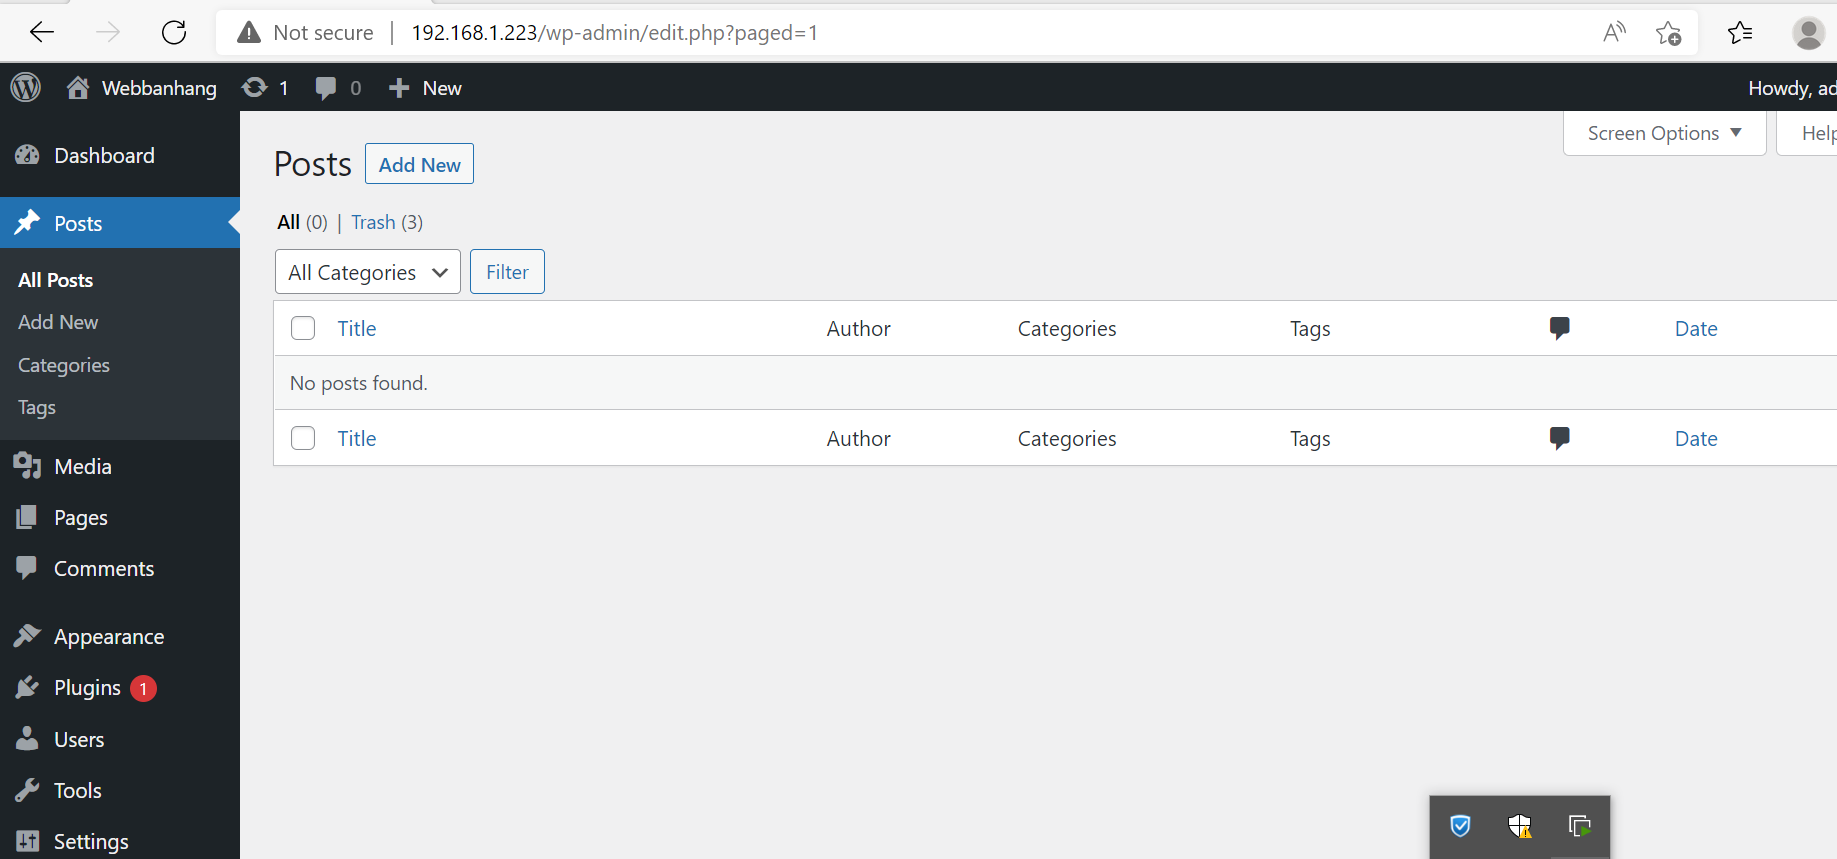 Not secure | 192.168.1.223/wp-admin/edit.php?paged=1
Webbanhang 1 0 New Howdy, ad
Screen Options Help
Dashboard
Posts
All Posts
Add New
Categories
Tags
Media
Pages
Comments
Appearance
Plugins 1
Users
Tools
Settings
Posts Add New
All (0) | Trash (3)
All Categories Filter
Title Author Categories Tags Date
No posts found.
Title Author Categories Tags Date